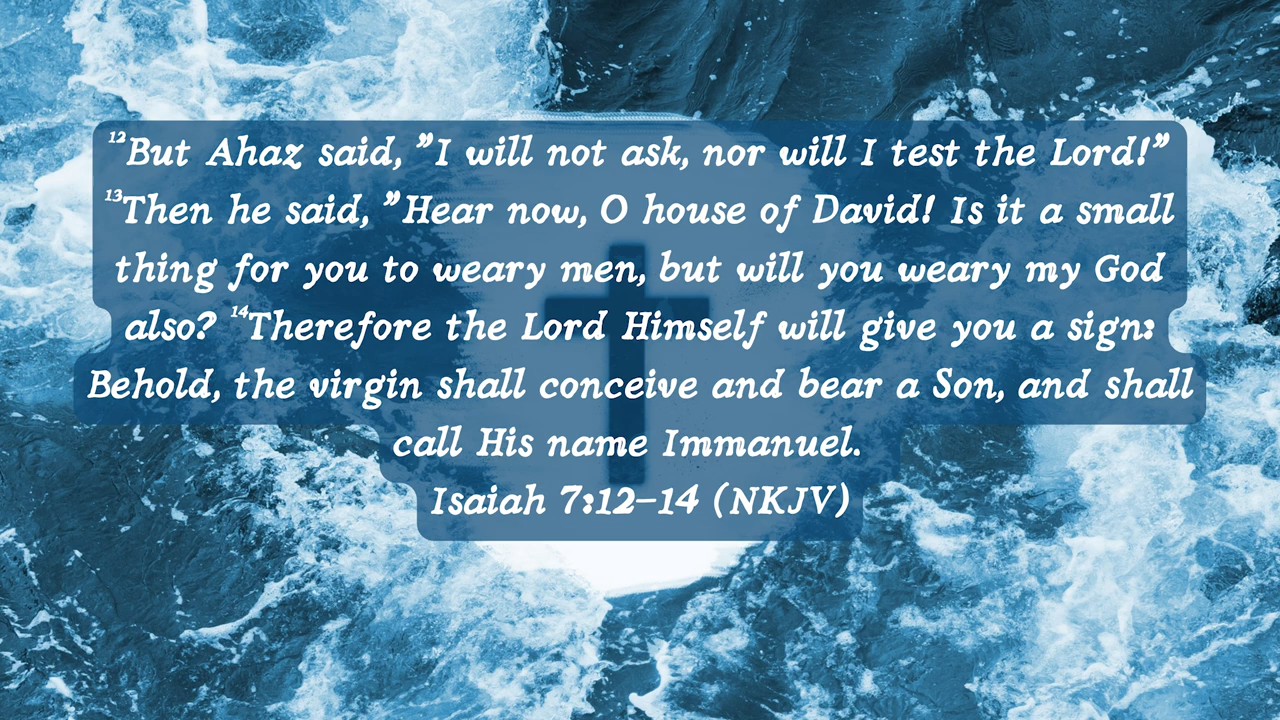 ¹²But Ahaz said, ”I will not ask, nor will I test the Lord!”
¹³Then he said, ”Hear now, O house of David! Is it a small
thing for you to weary men, but will you weary my God
also? ¹⁴Therefore the Lord Himself will give you a sign:
Behold, the virgin shall conceive and bear a Son, and shall
call His name Immanuel.
Isaiah 7:12–14 (NKJV)